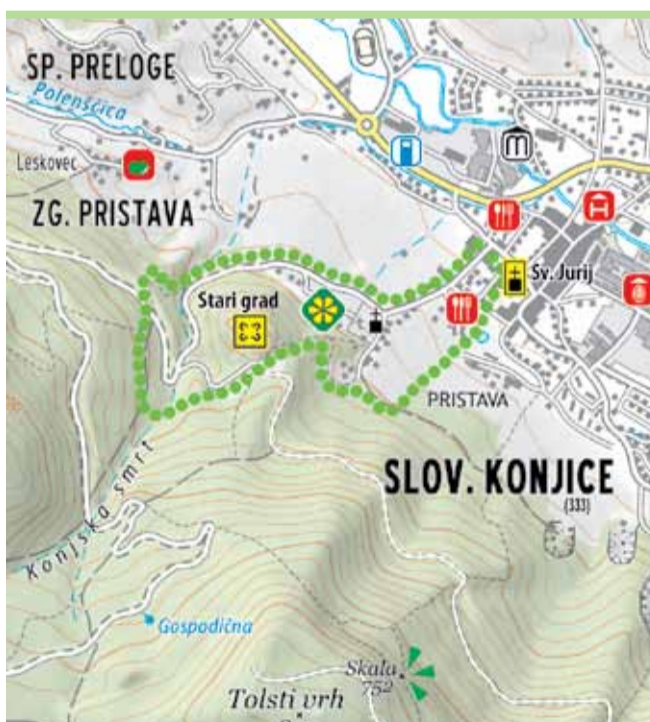 SP. PRELOGE
Polenščica
Leskovec
ZG. PRISTAVA
Sv. Jurij
Stari grad
PRISTAVA
SLOV. KONJICE
(333)
Konjska smrt
Gospodična
Skala
752
Tolsti vrh